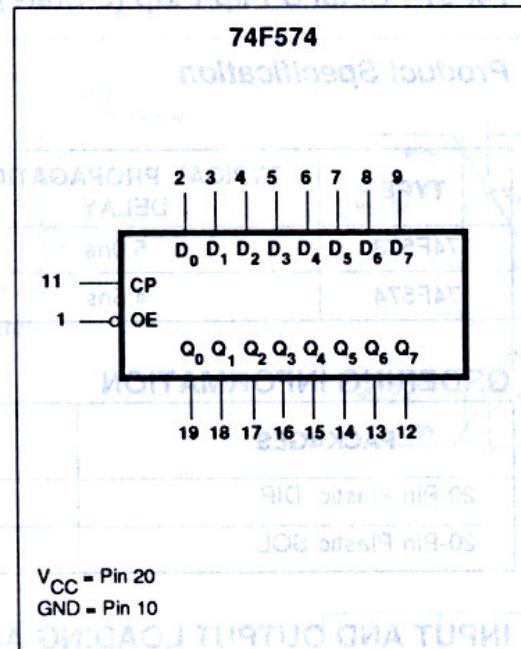 74F574
2 3 4 5 6 7 8 9
D0 D1 D2 D3 D4 D5 D6 D7
11 CP
1 OE
Q0 Q1 Q2 Q3 Q4 Q5 Q6 Q7
19 18 17 16 15 14 13 12
VCC = Pin 20
GND = Pin 10
Product Specification
TYPE
PROPAGATION
DELAY
74F574
ORDERING INFORMATION
PACKAGES
20-Pin Plastic DIP
20-Pin Plastic SOL
INPUT AND OUTPUT LOADING